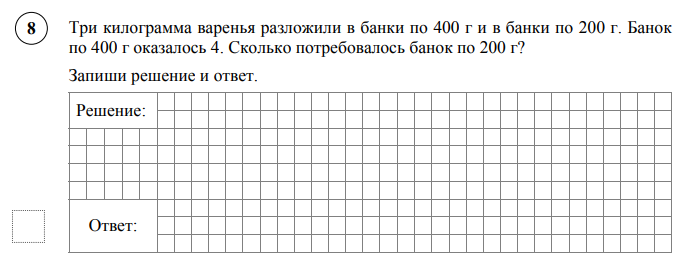 8
Три килограмма варенья разложили в банки по 400 г и в банки по 200 г. Банок
по 400 г оказалось 4. Сколько потребовалось банок по 200 г?
Запиши решение и ответ.
Решение:
Ответ: